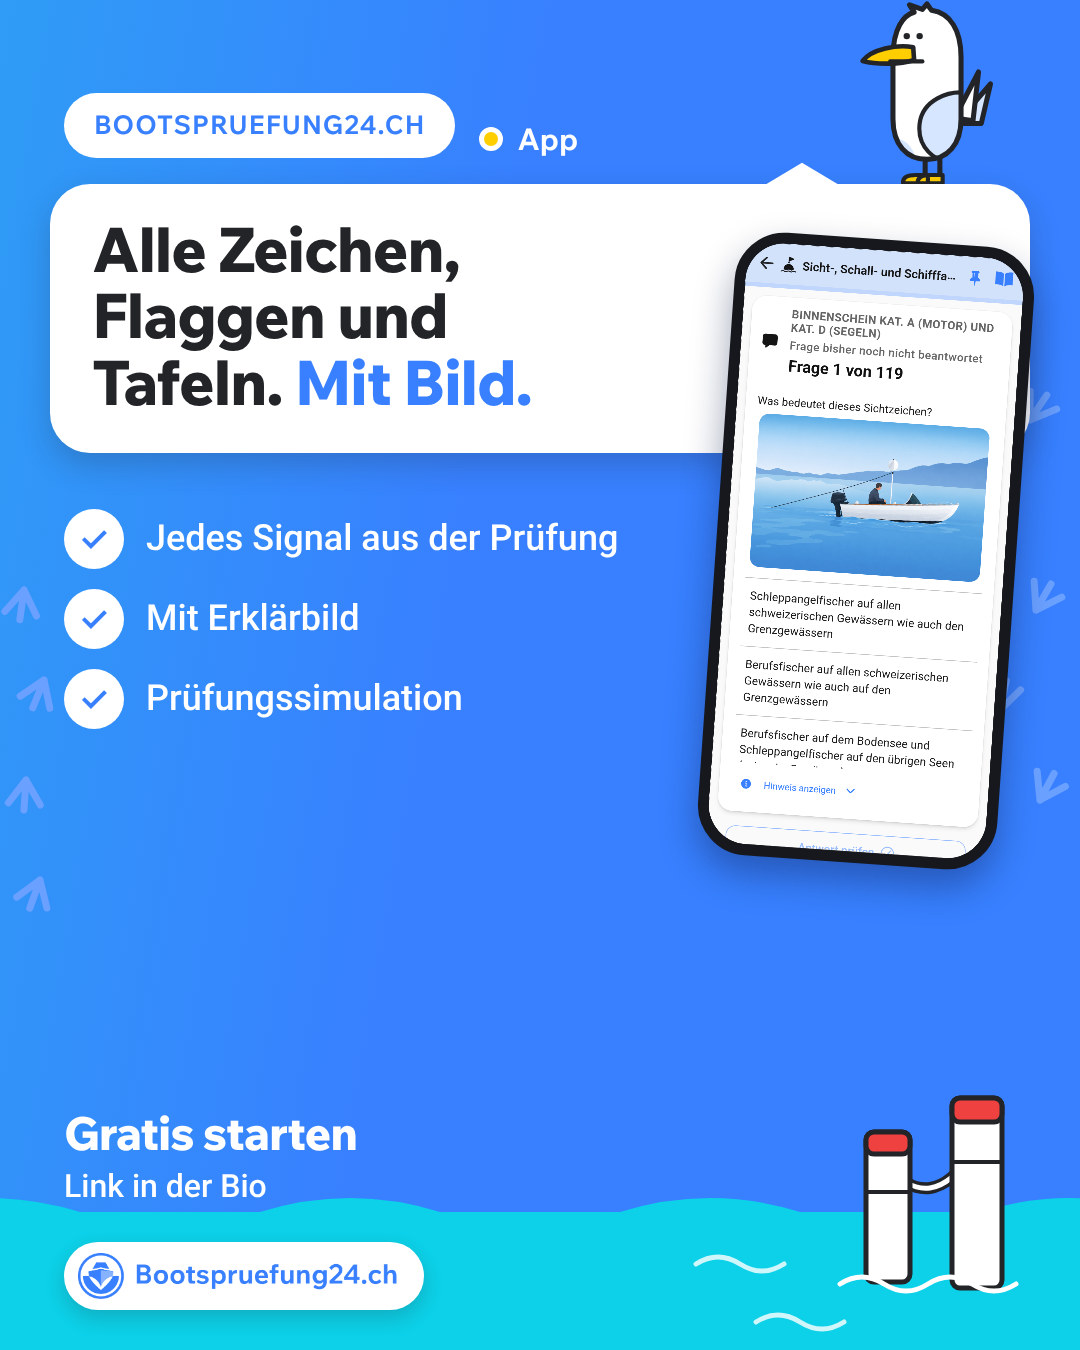 BOOTSPRUEFUNG24.CH
App
Alle Zeichen,
Flaggen und
Tafeln. Mit Bild.
Jedes Signal aus der Prüfung
Mit Erklärbild
Prüfungssimulation
Sicht-, Schall- und Schifffa...
BINNENSCHEIN KAT. A (MOTOR) UND
KAT. D (SEGELN)
Frage bisher noch nicht beantwortet
Frage 1 von 119
Was bedeutet dieses Sichtzeichen?
Schleppangelfischer auf allen
schweizerischen Gewässern wie auch den
Grenzgewässern
Berufsfischer auf allen schweizerischen
Gewässern wie auch auf den
Grenzgewässern
Berufsfischer auf dem Bodensee und
Schleppangelfischer auf den übrigen Seen
Hinweis anzeigen
Antwort prüfen
Gratis starten
Link in der Bio
Bootspruefung24.ch